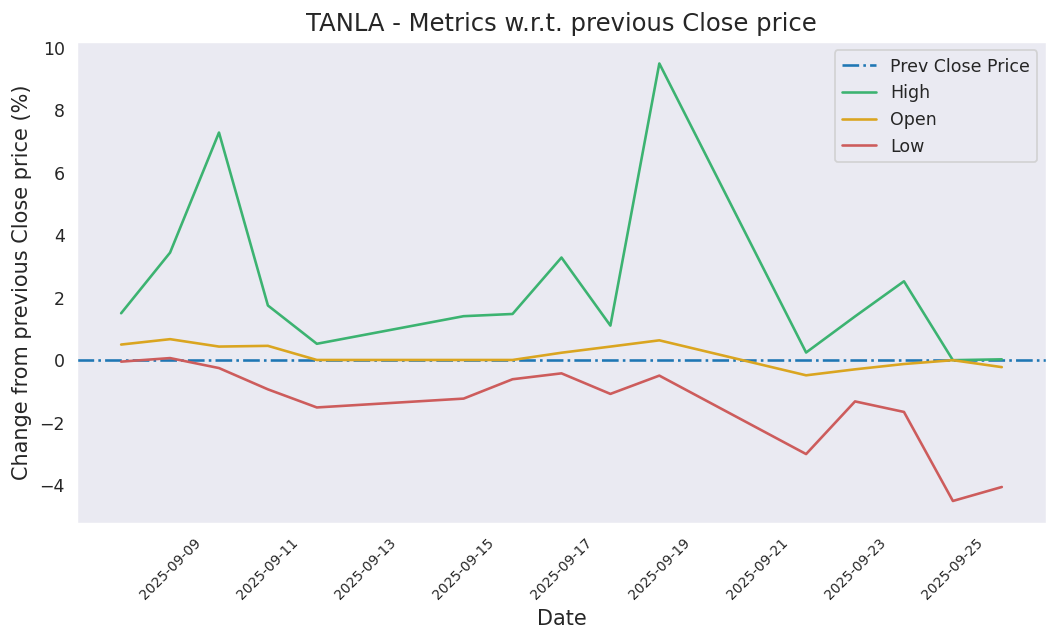 TANLA - Metrics w.r.t. previous Close price
Change from previous Close price (%)
10
8
6
4
2
0
−2
−4
Prev Close Price
High
Open
Low
2025-09-09
2025-09-11
2025-09-13
2025-09-15
2025-09-17
2025-09-19
2025-09-21
2025-09-23
2025-09-25
Date